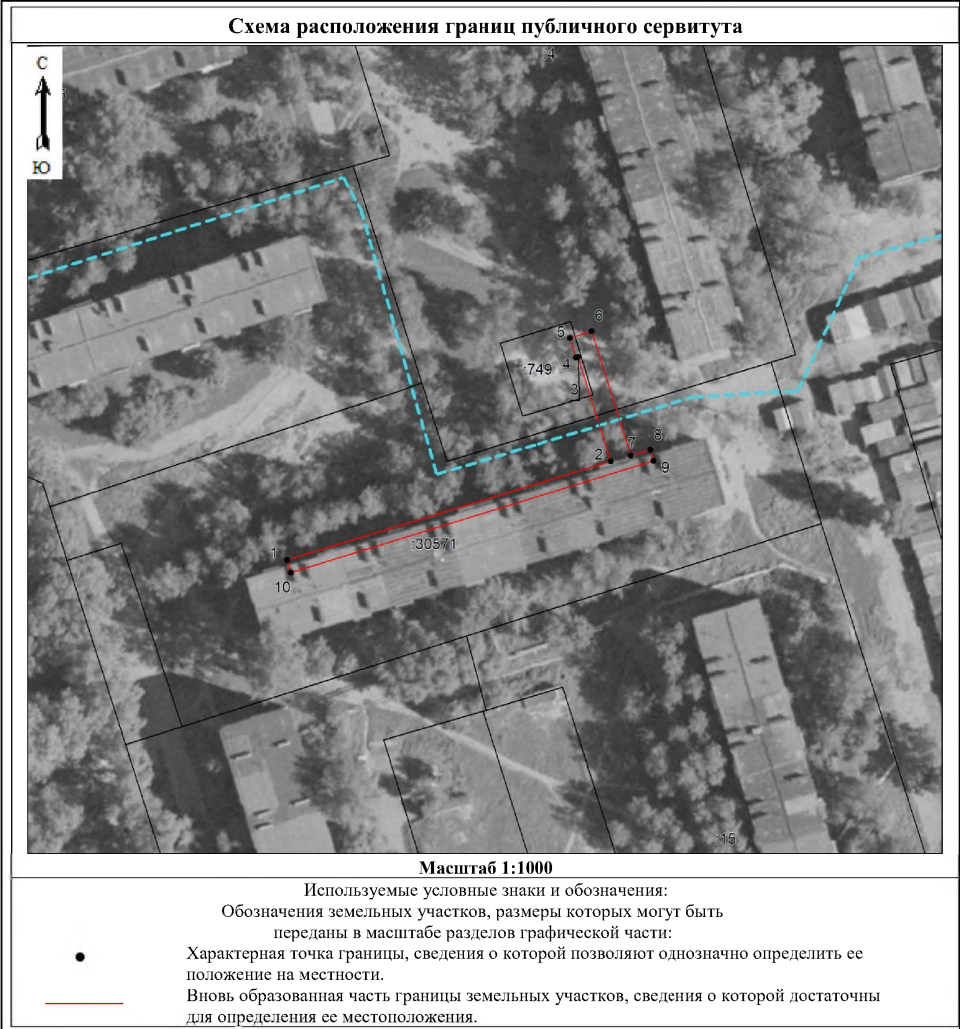 Схема расположения границ публичного сервитута
С
Ю
:4
6
5
4
:749
3
8
2
7
9
1
:30571
10
:15
Масштаб 1:1000
Используемые условные знаки и обозначения:
Обозначения земельных участков, размеры которых могут быть
переданы в масштабе разделов графической части:
Характерная точка границы, сведения о которой позволяют однозначно определить ее
положение на местности.
Вновь образованная часть границы земельных участков, сведения о которой достаточны
для определения ее местоположения.